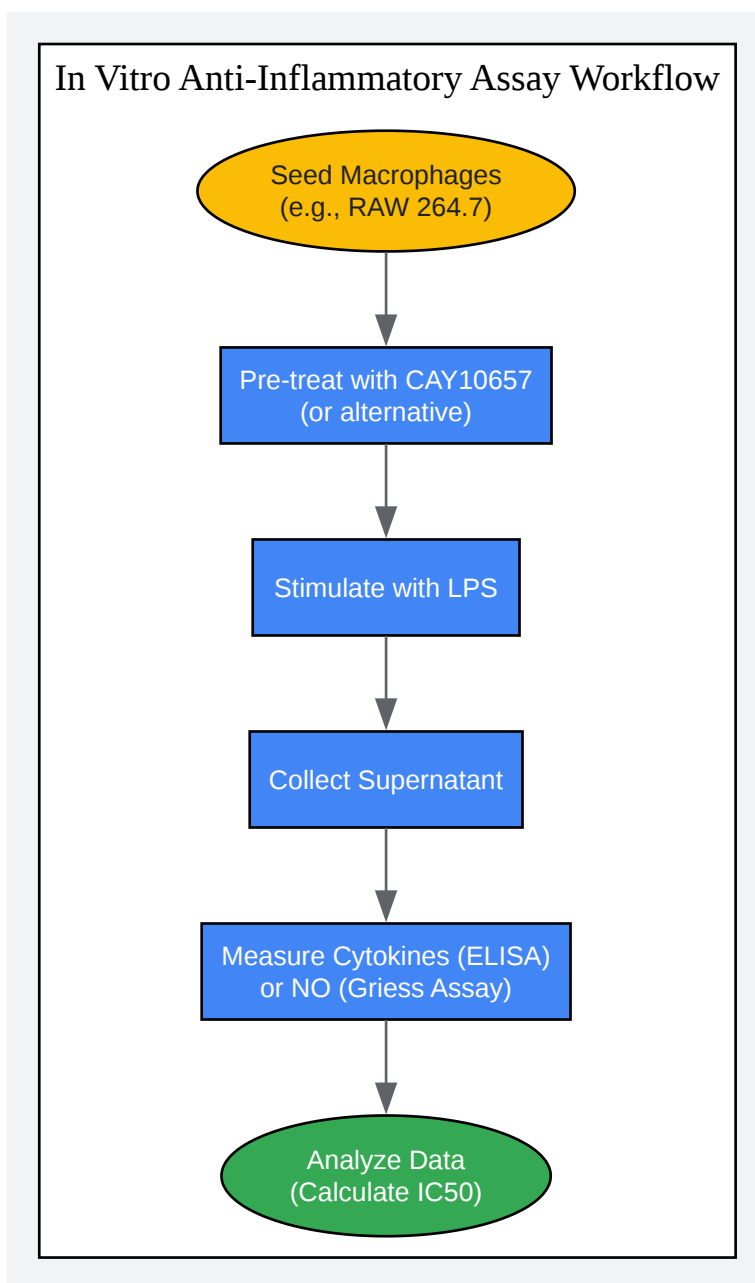 In Vitro Anti-Inflammatory Assay Workflow
Seed Macrophages
(e.g., RAW 264.7)
Pre-treat with CAY10657
(or alternative)
Stimulate with LPS
Collect Supernatant
Measure Cytokines (ELISA)
or NO (Griess Assay)
Analyze Data
(Calculate IC50)